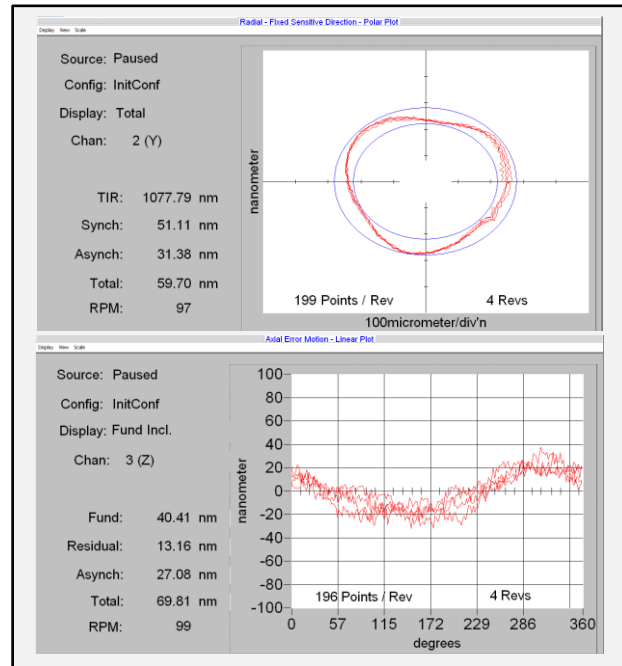 Radial - Fixed Sensitive Direction - Polar Plot
Display View Scale
Source: Paused
Config: InitConf
Display: Total
Chan: 2 (Y)
TIR: 1077.79 nm
Synch: 51.11 nm
Asynch: 31.38 nm
Total: 59.70 nm
RPM: 97
nanometer
199 Points / Rev 4 Revs
100micrometer/div'n
Axial Error Motion - Linear Plot
Display View Scale
Source: Paused
Config: InitConf
Display: Fund Incl.
Chan: 3 (Z)
Fund: 40.41 nm
Residual: 13.16 nm
Asynch: 27.08 nm
Total: 69.81 nm
RPM: 99
nanometer
100
80
60
40
20
0
-20
-40
-60
-80
-100
196 Points / Rev 4 Revs
0 57 115 172 229 286 360
degrees